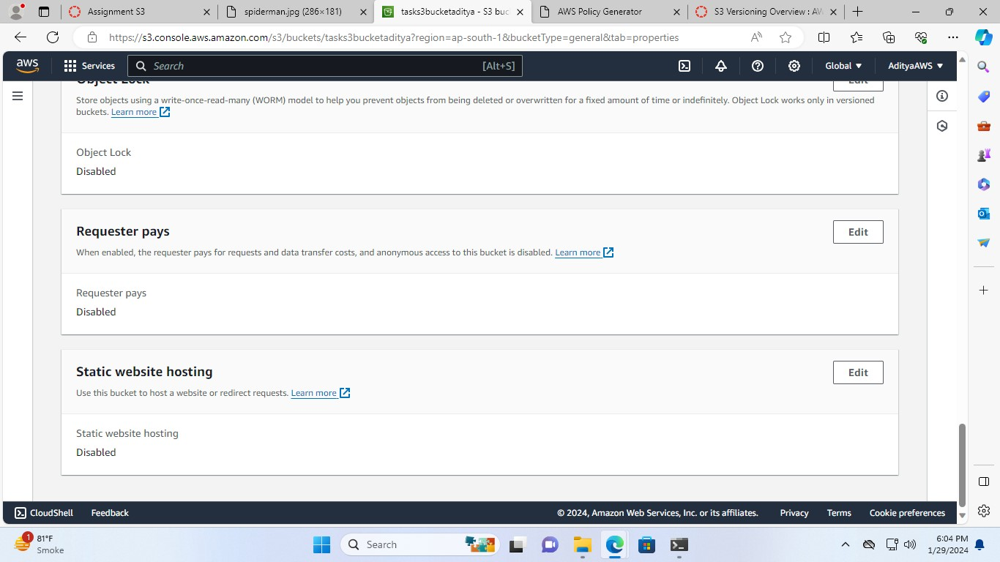 Assignment S3
spiderman.jpg (286×181)
tasks3bucketaditya - S3 buc
AWS Policy Generator
S3 Versioning Overview : AW
https://s3.console.aws.amazon.com/s3/buckets/tasks3bucketaditya?region=ap-south-1&bucketType=general&tab=properties
aws
Services
Search
[Alt+S]
Global
AdityaAWS
Object Lock
Edit
Store objects using a write-once-read-many (WORM) model to help you prevent objects from being deleted or overwritten for a fixed amount of time or indefinitely. Object Lock works only in versioned
buckets. Learn more
Object Lock
Disabled
Requester pays
Edit
When enabled, the requester pays for requests and data transfer costs, and anonymous access to this bucket is disabled. Learn more
Requester pays
Disabled
Static website hosting
Edit
Use this bucket to host a website or redirect requests. Learn more
Static website hosting
Disabled
CloudShell
Feedback
© 2024, Amazon Web Services, Inc. or its affiliates.
Privacy
Terms
Cookie preferences
1
81°F
Smoke
Search
6:04 PM
1/29/2024